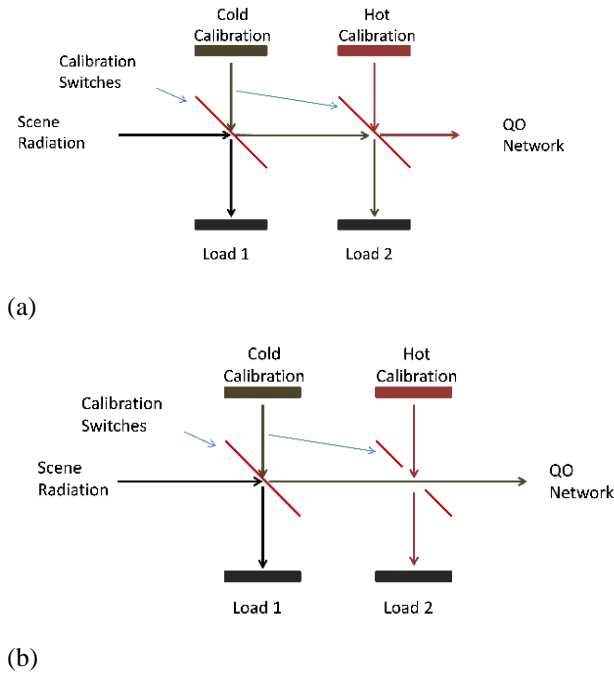 Cold
Calibration
Hot
Calibration
Calibration
Switches
Scene
Radiation
QO
Network
Load 1
Load 2
(a)
Cold
Calibration
Hot
Calibration
Calibration
Switches
Scene
Radiation
QO
Network
Load 1
Load 2
(b)